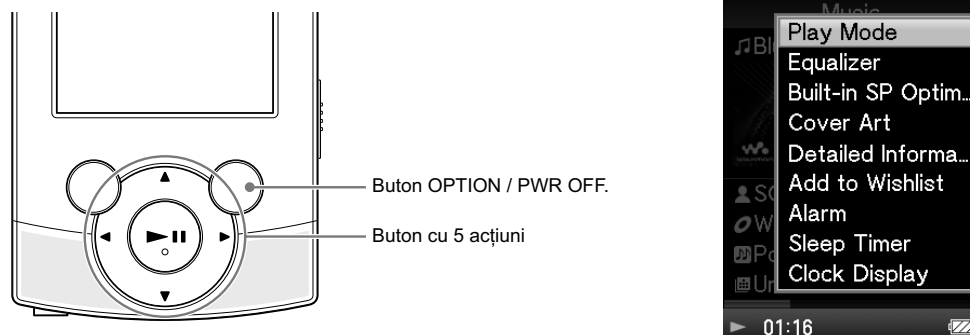 Buton OPTION / PWR OFF.
Buton cu 5 acțiuni
Music
Play Mode
Equalizer
Built-in SP Optim...
Cover Art
Detailed Informa...
Add to Wishlist
Alarm
Sleep Timer
Clock Display
01:16